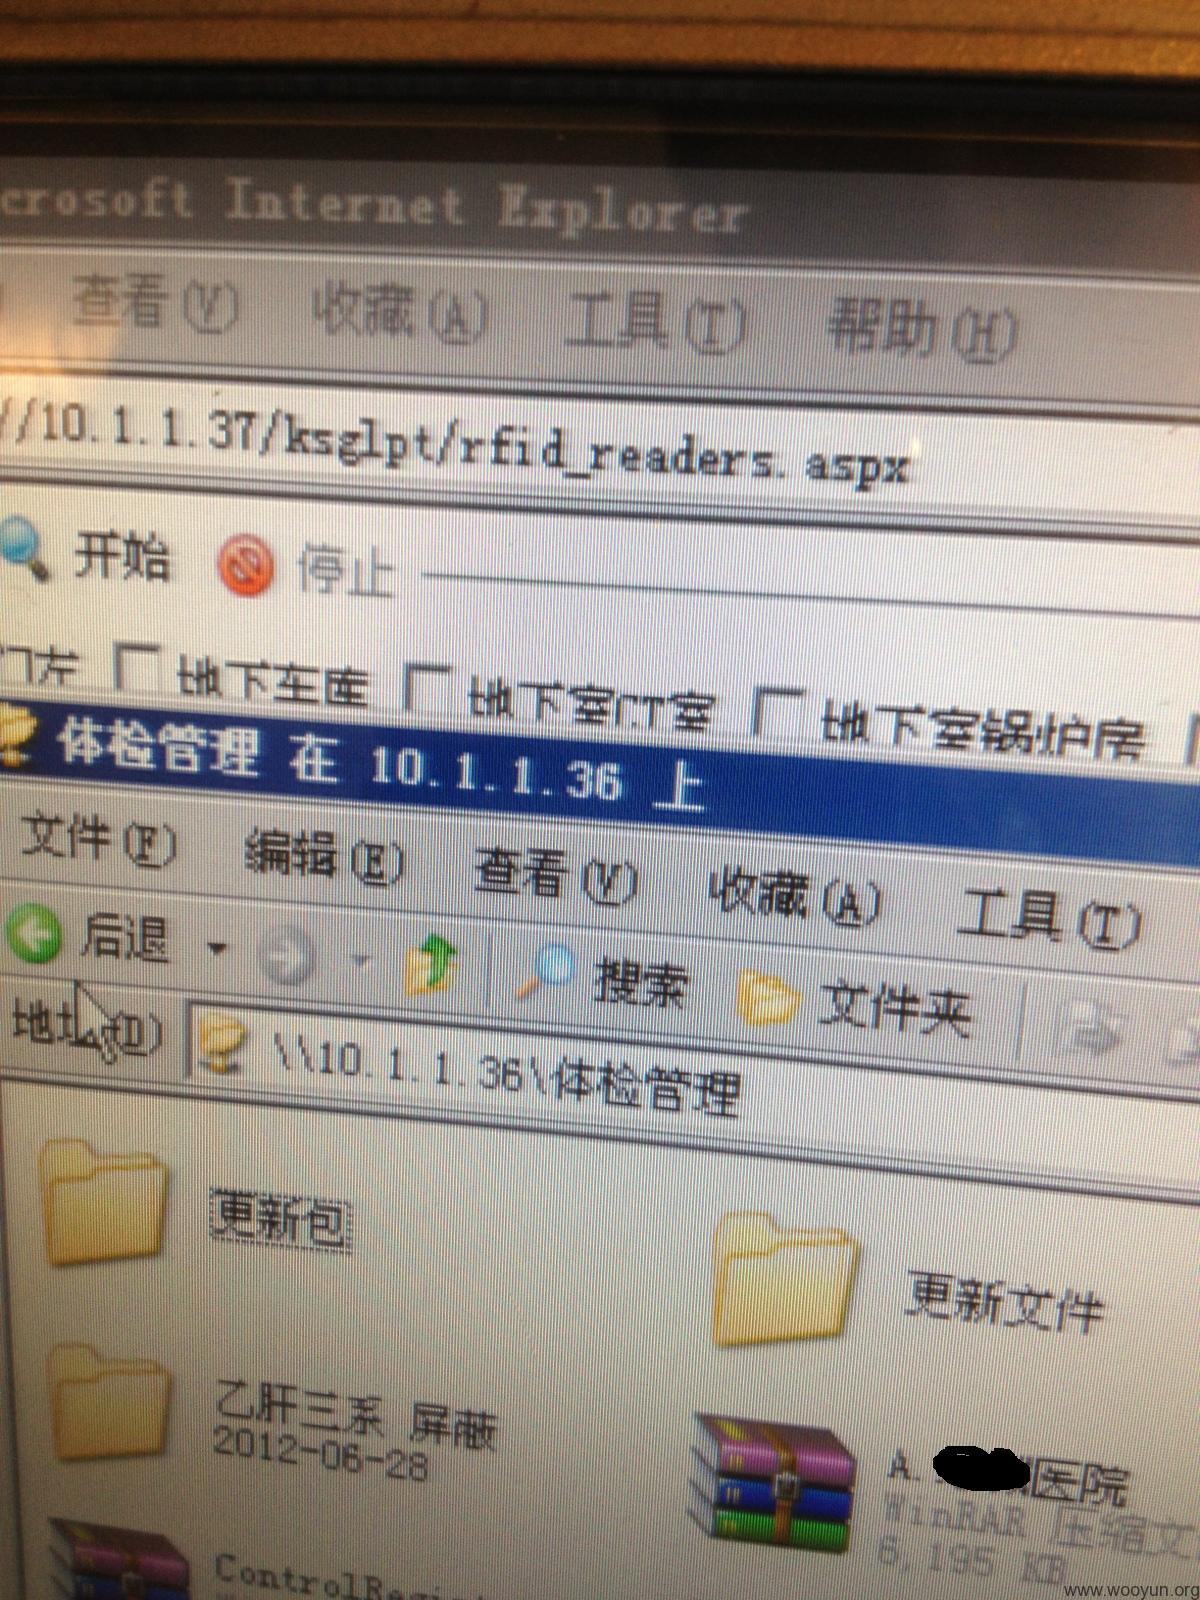 crosoft Internet Explorer
查看(V) 收藏(A) 工具(T) 帮助(H)
//10.1.1.37/ksglpt/rfid_readers.aspx
开始 停止
门左 地下车库 地下室CT室 地下室锅炉房
体检管理 在 10.1.1.36 上
文件(F) 编辑(E) 查看(V) 收藏(A) 工具(T)
后退 搜索 文件夹
地址(D) \\10.1.1.36\体检管理
更新包
更新文件
乙肝三系 屏蔽
2012-06-28
A. 医院
WinRAR 压缩文
6,195 KB
ControlRegist
www.wooyun.org